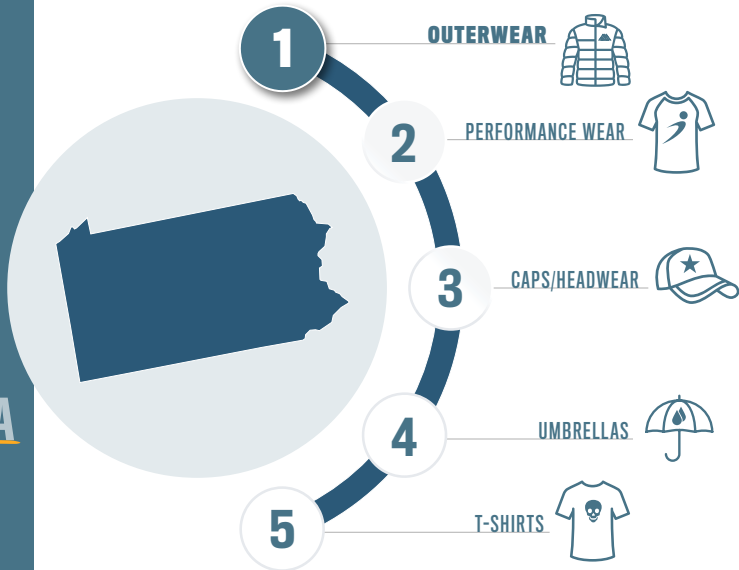 1
OUTERWEAR
2
PERFORMANCE WEAR
3
CAPS/HEADWEAR
A
4
UMBRELLAS
5
T-SHIRTS